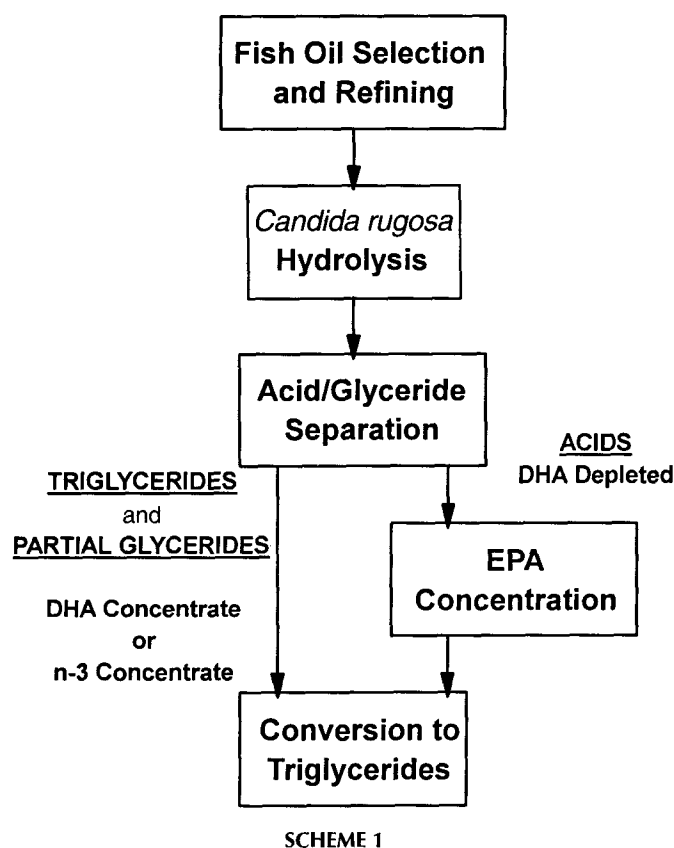 Fish Oil Selection
and Refining
Candida rugosa
Hydrolysis
Acid/Glyceride
Separation
ACIDS
DHA Depleted
TRIGLYCERIDES
and
PARTIAL GLYCERIDES
DHA Concentrate
or
n-3 Concentrate
EPA
Concentration
Conversion to
Triglycerides
SCHEME 1